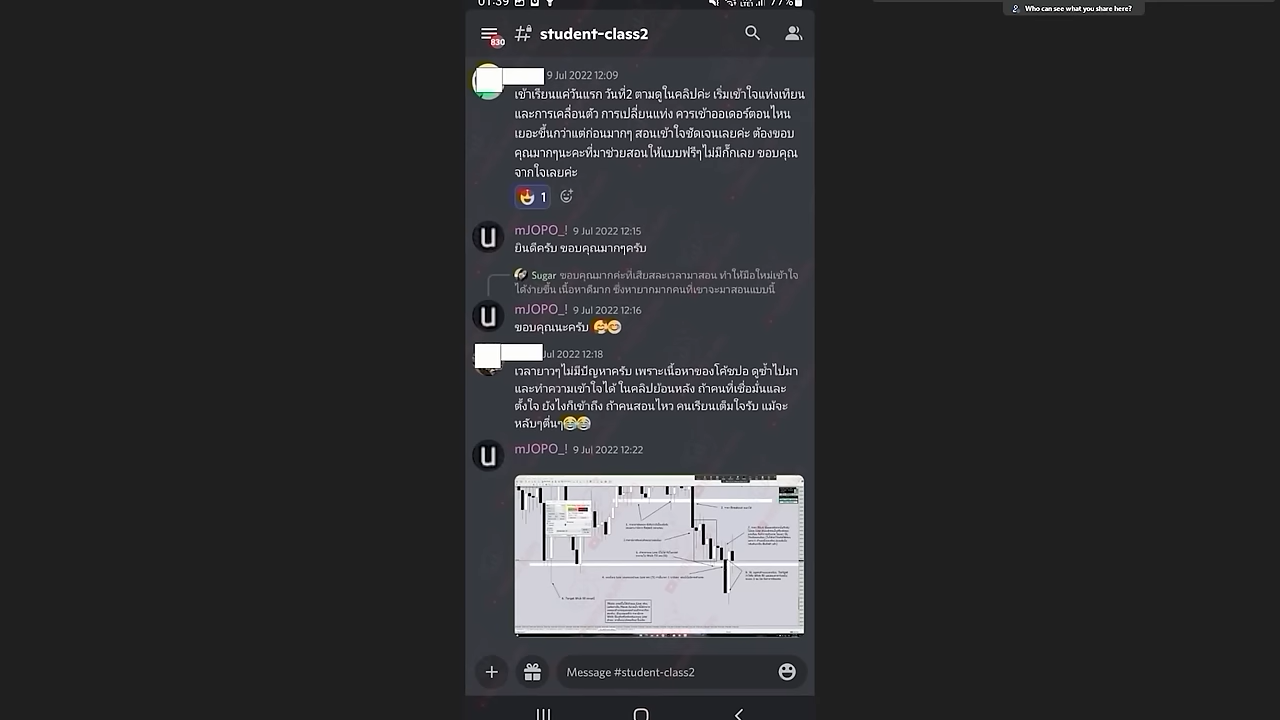 01:39
77%
Who can see what you share here?
830
student-class2
9 Jul 2022 12:09
เข้าเรียนแค่วันแรก วันที่2 ตามดูในคลิปค่ะ เริ่มเข้าใจแท่งเทียน
และการเคลื่อนตัว การเปลี่ยนแท่ง ควรเข้าออเดอร์ตอนไหน
เยอะขึ้นกว่าแต่ก่อนมากๆ สอนเข้าใจชัดเจนเลยค่ะ ต้องขอบ
คุณมากๆนะคะที่มาช่วยสอนให้แบบฟรีๆไม่มีกั๊กเลย ขอบคุณ
จากใจเลยค่ะ
1
mJOPO_! 9 Jul 2022 12:15
ยินดีครับ ขอบคุณมากๆครับ
Sugar ขอบคุณมากค่ะที่เสียสละเวลามาสอน ทำให้มือใหม่เข้าใจ
ได้ง่ายขึ้น เนื้อหาดีมาก ซึ่งหายากมากคนที่เขาจะมาสอนแบบนี้
mJOPO_! 9 Jul 2022 12:16
ขอบคุณนะครับ
Jul 2022 12:18
เวลายาวๆไม่มีปัญหาครับ เพราะเนื้อหาของโค้ชปอ ดูซ้ำไปมา
และทำความเข้าใจได้ ในคลิปย้อนหลัง ถ้าคนที่เชื่อมั่นและ
ตั้งใจ ยังไงก็เข้าถึง ถ้าคนสอนไหว คนเรียนเต็มใจรับ แม้จะ
หลับๆตื่นๆ
mJOPO_! 9 Jul 2022 12:22
Message #student-class2